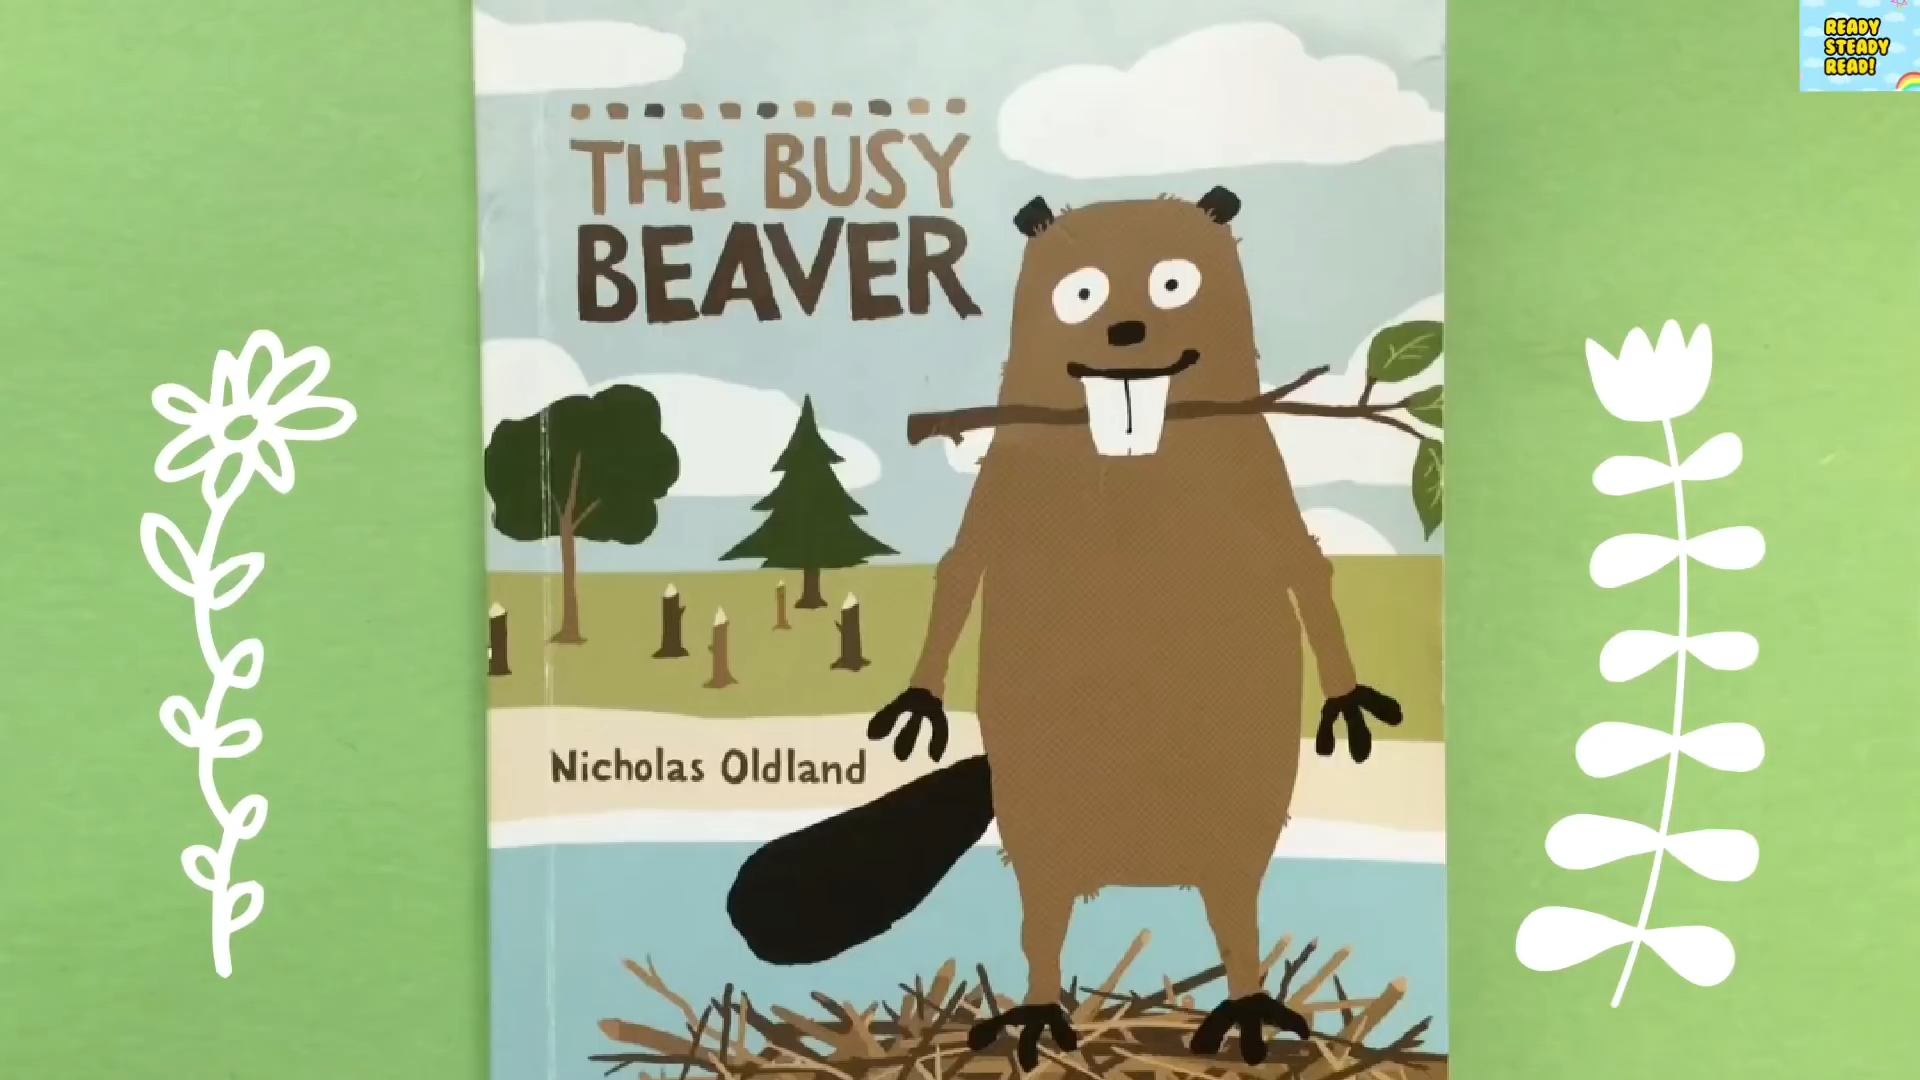 THE BUSY
BEAVER
Nicholas Oldland
READY
STEADY
READ!